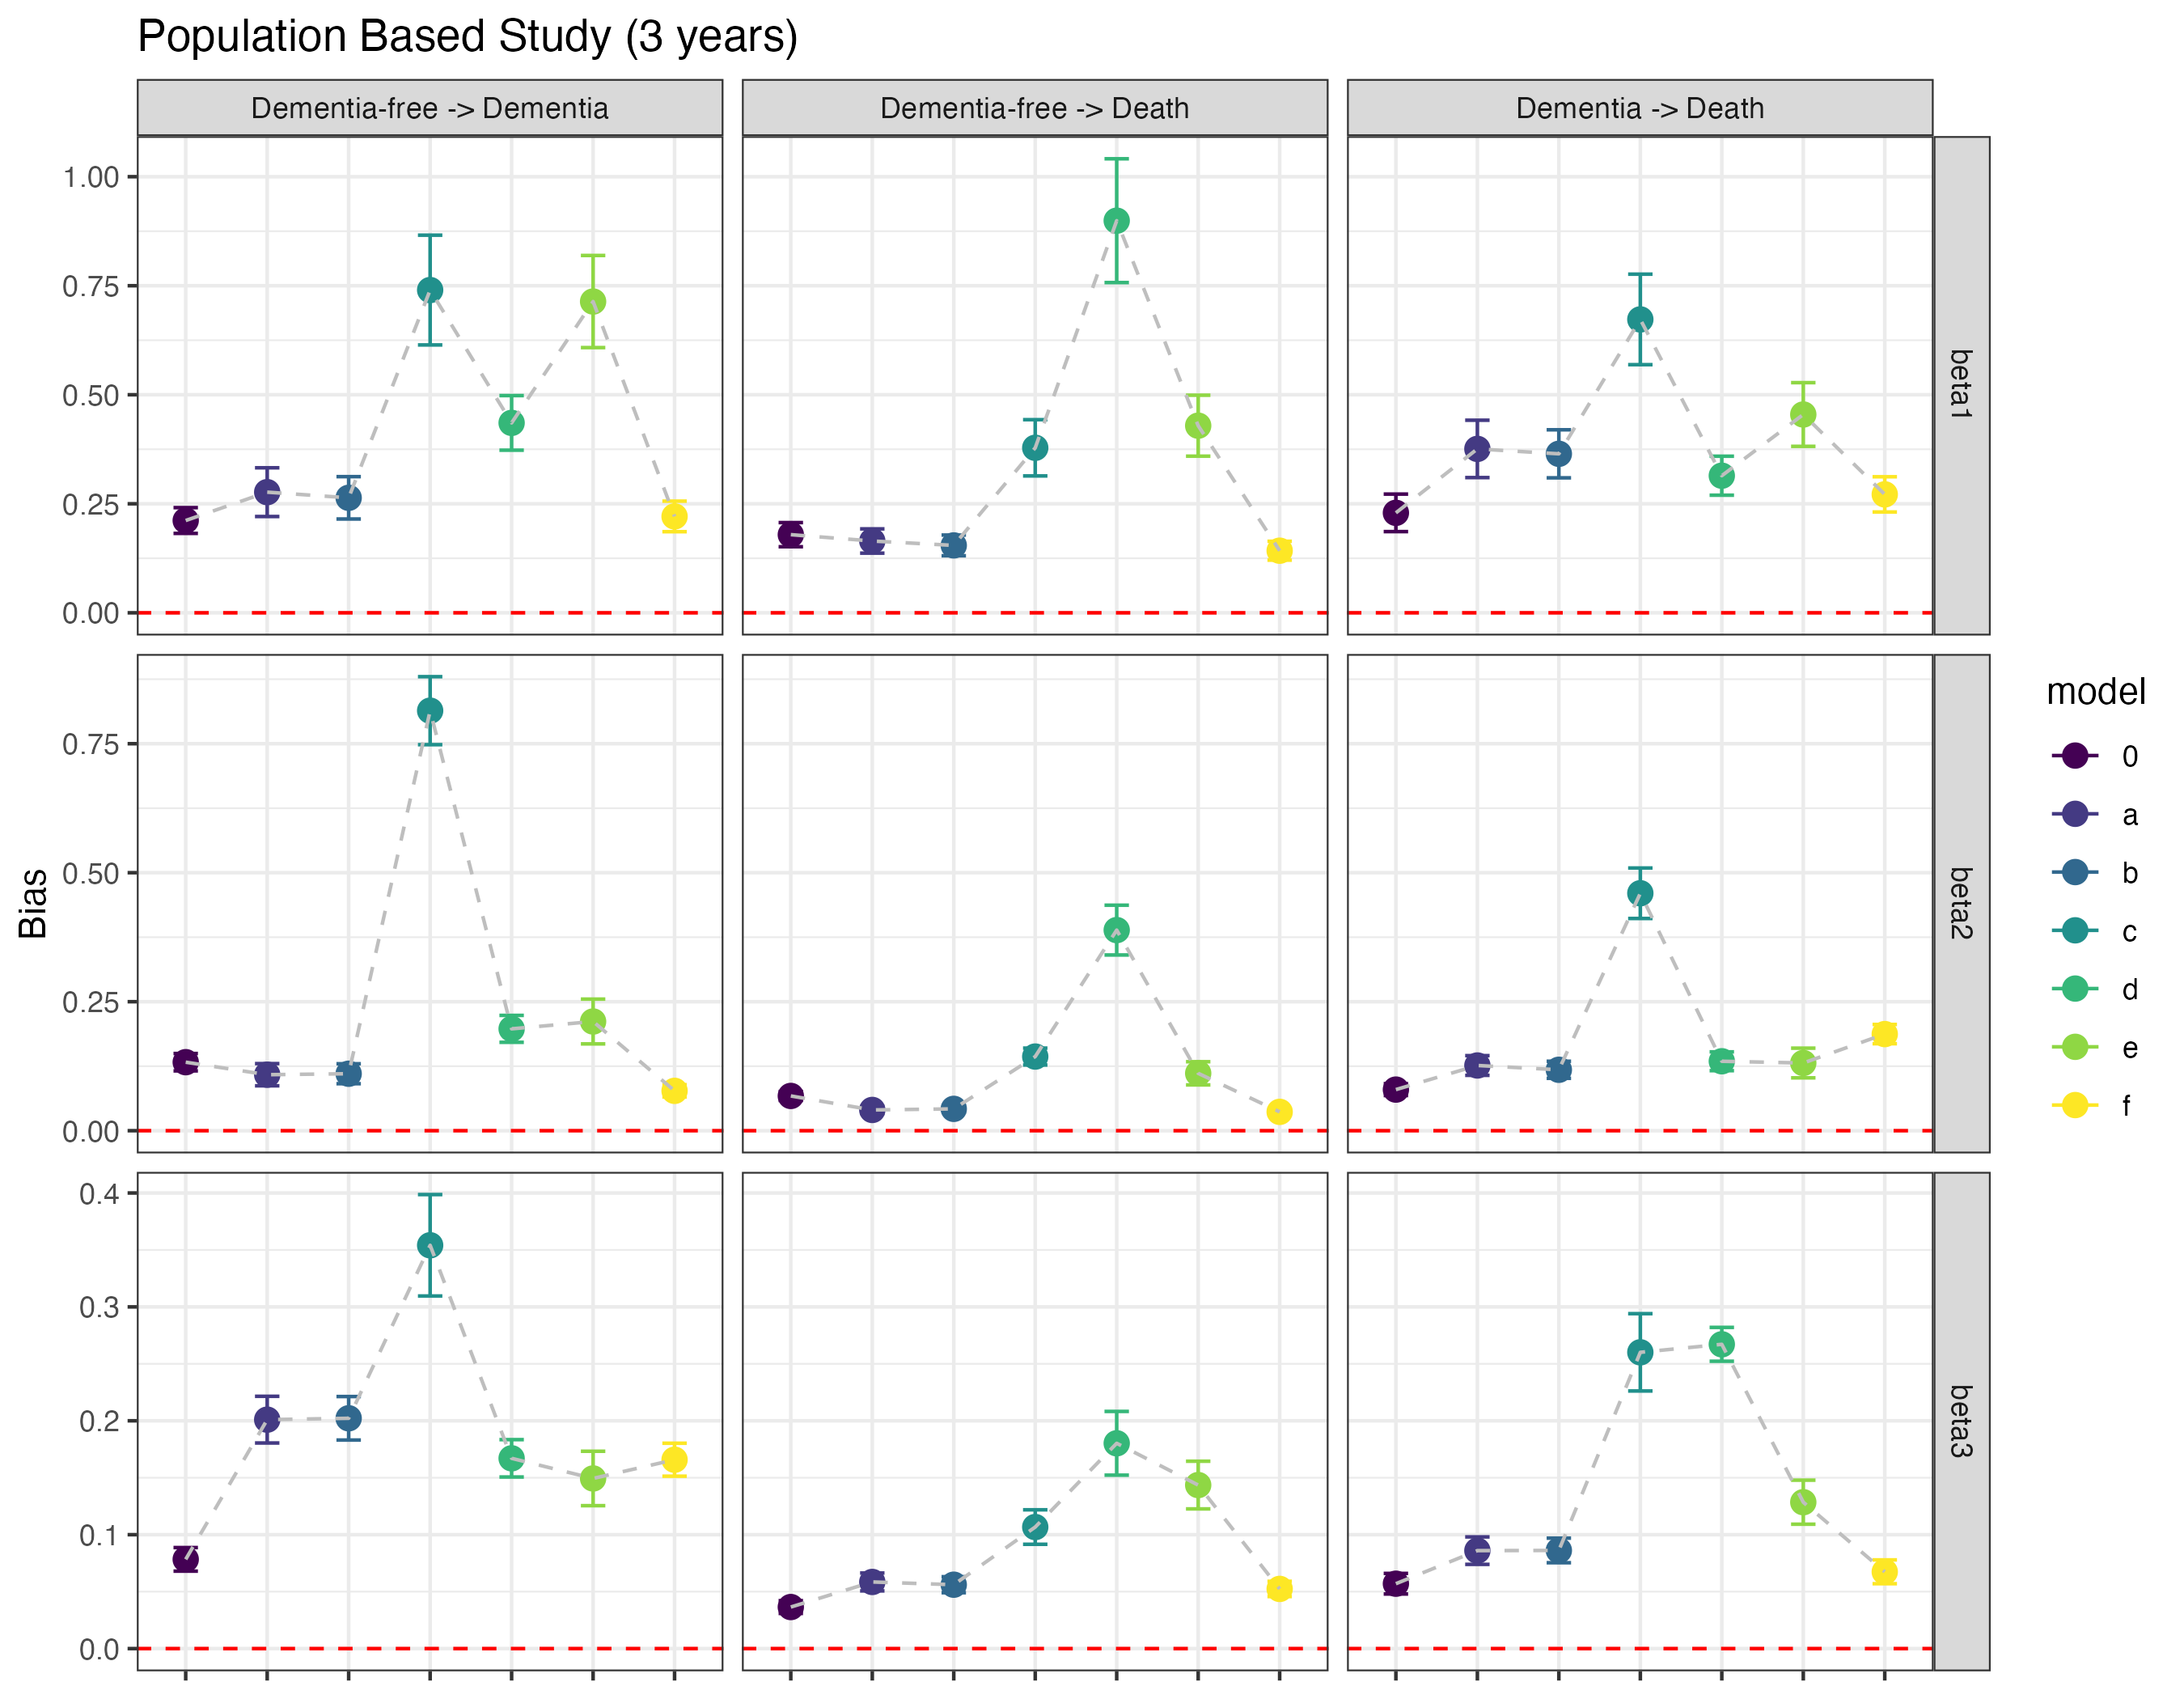 Population Based Study (3 years)
Dementia-free -> Dementia
Dementia-free -> Death
Dementia -> Death
1.00
0.75
0.50
0.25
0.00
beta1
0.75
0.50
0.25
0.00
beta2
0.4
0.3
0.2
0.1
0.0
beta3
Bias
model
0
a
b
c
d
e
f